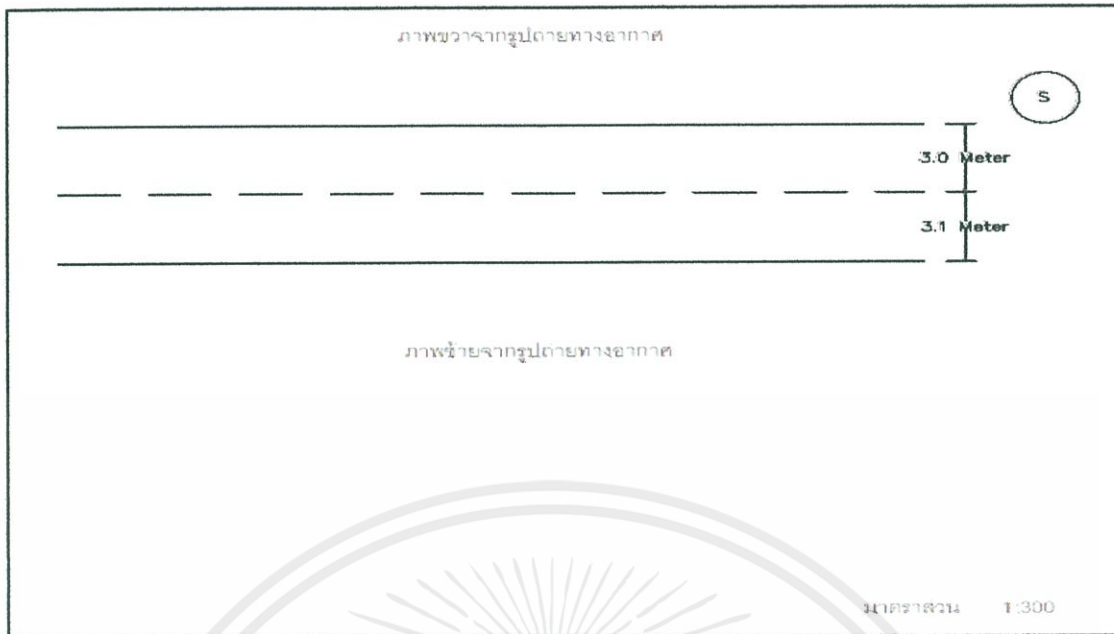 ภาพขวาจากรูปถ่ายทางอากาศ
S
3.0 Meter
3.1 Meter
ภาพซ้ายจากรูปถ่ายทางอากาศ
มาตราส่วน 1:300